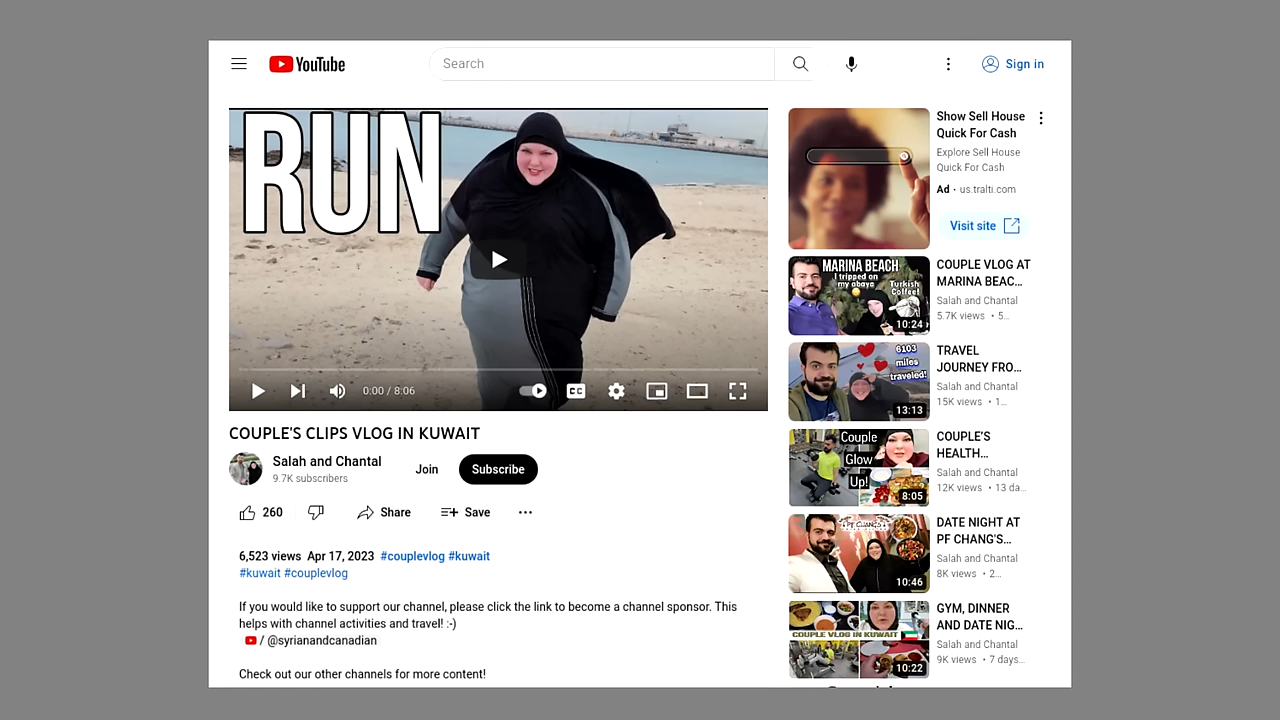 YouTube
Search
Sign in
RUN
0:00 / 8:06
CC
COUPLE'S CLIPS VLOG IN KUWAIT
Salah and Chantal
9.7K subscribers
Join
Subscribe
260
Share
Save
6,523 views Apr 17, 2023 #couplevlog #kuwait
#kuwait #couplevlog
If you would like to support our channel, please click the link to become a channel sponsor. This
helps with channel activities and travel! :-)
/ @syrianandcanadian
Check out our other channels for more content!
Show Sell House
Quick For Cash
Explore Sell House
Quick For Cash
Ad · us.tralti.com
Visit site
MARINA BEACH
I tripped on
my abaya
Turkish
Coffee!
10:24
COUPLE VLOG AT
MARINA BEAC...
Salah and Chantal
5.7K views • 5...
6103
miles
traveled!
13:13
TRAVEL
JOURNEY FRO...
Salah and Chantal
15K views • 1...
Couple
Glow
Up!
8:05
COUPLE'S
HEALTH...
Salah and Chantal
12K views • 13 da...
PF CHANG'S
10:46
DATE NIGHT AT
PF CHANG'S...
Salah and Chantal
8K views • 2...
COUPLE VLOG IN KUWAIT
10:22
GYM, DINNER
AND DATE NIG...
Salah and Chantal
9K views • 7 days...